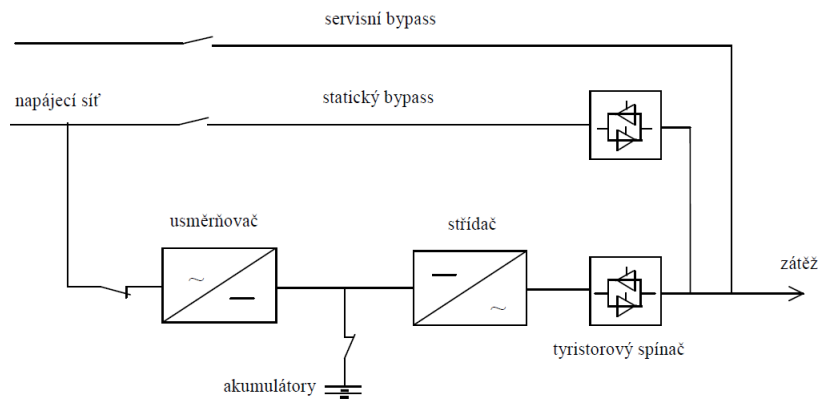 servisní bypass
napájecí síť
statický bypass
usměrňovač
střídač
zátěž
tyristorový spínač
akumulátory